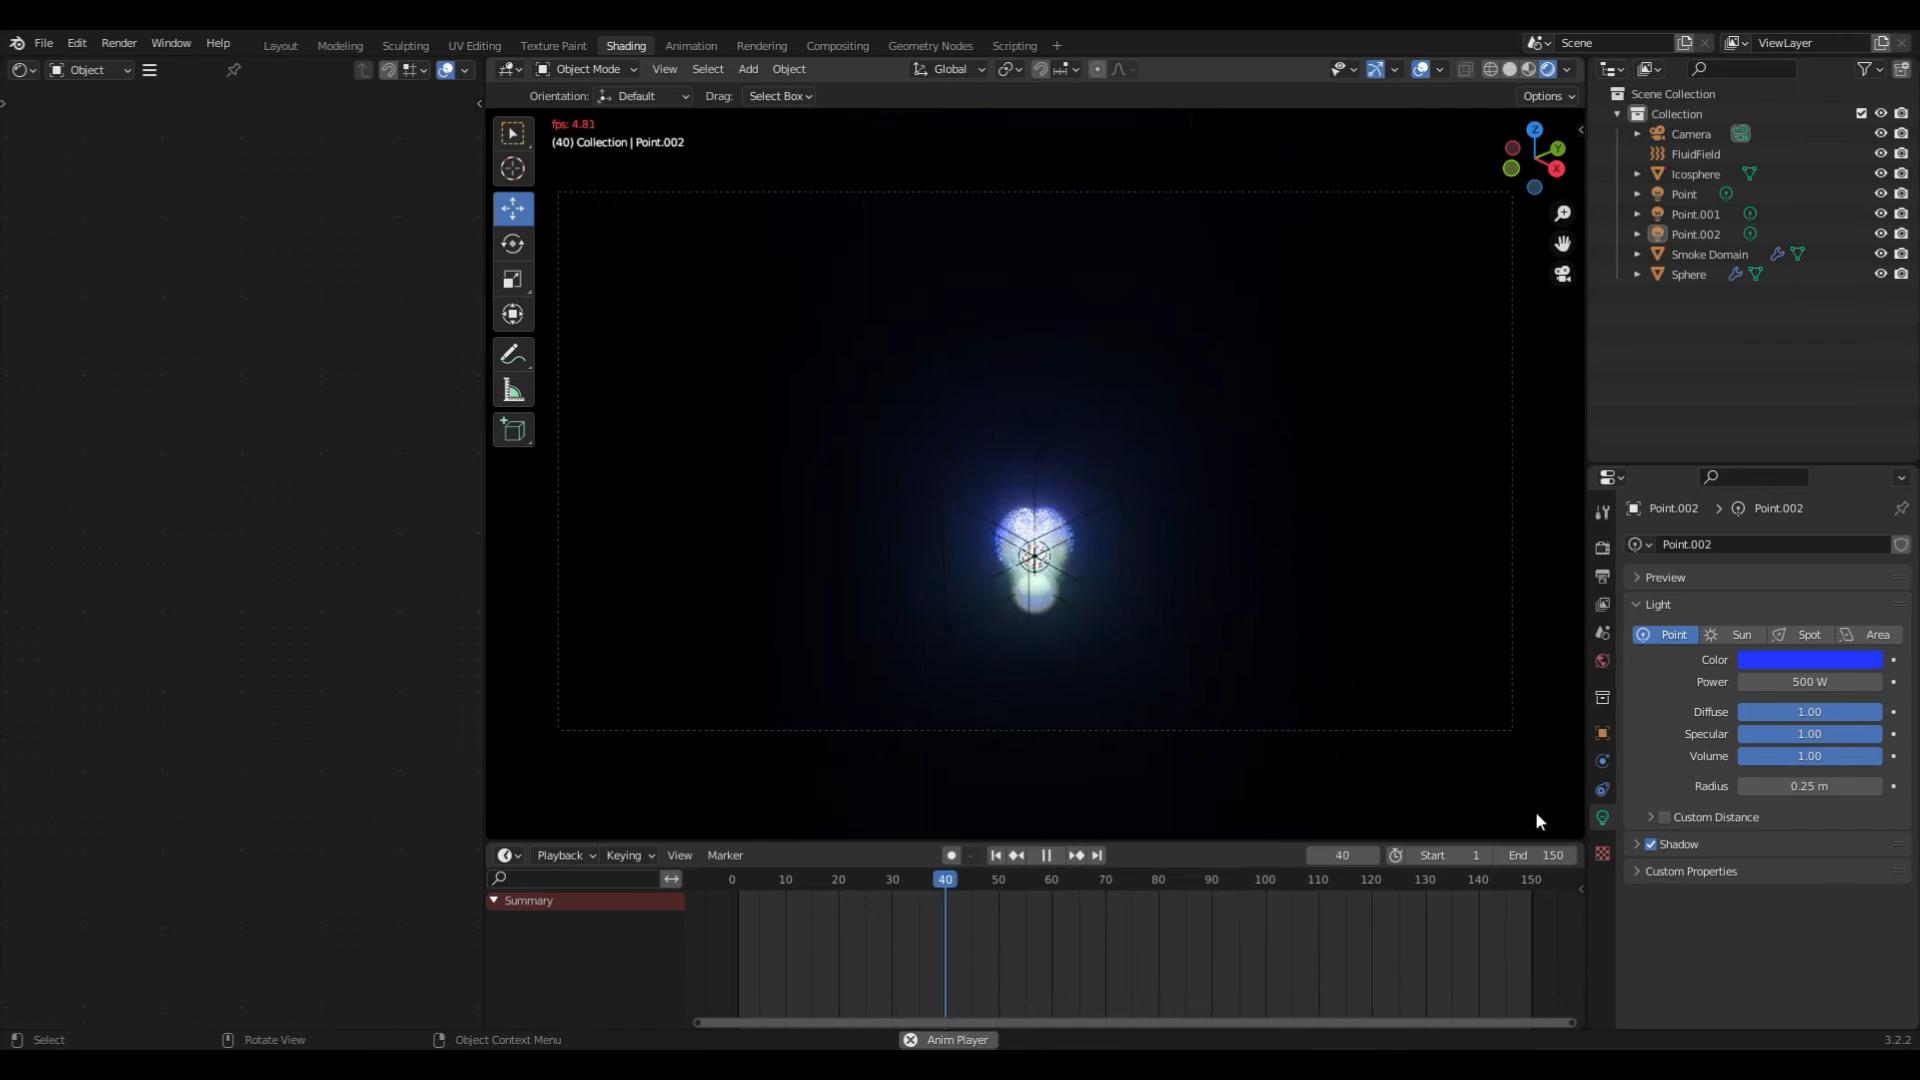 File Edit Render Window Help
Layout Modeling Sculpting UV Editing Texture Paint Shading Animation Rendering Compositing Geometry Nodes Scripting +
Scene
ViewLayer
Object
Object Mode View Select Add Object
Global
Orientation: Default Drag: Select Box
Options
fps: 4.81
(40) Collection | Point.002
Z
Y
X
Scene Collection
Collection
Camera
FluidField
Icosphere
Point
Point.001
Point.002
Smoke Domain
Sphere
Point.002 > Point.002
Point.002
Preview
Light
Point Sun Spot Area
Color
Power 500 W
Diffuse 1.00
Specular 1.00
Volume 1.00
Radius 0.25 m
Custom Distance
Shadow
Custom Properties
Playback Keying View Marker
40 Start 1 End 150
0 10 20 30 40 50 60 70 80 90 100 110 120 130 140 150
Summary
Select Rotate View Object Context Menu Anim Player 3.2.2